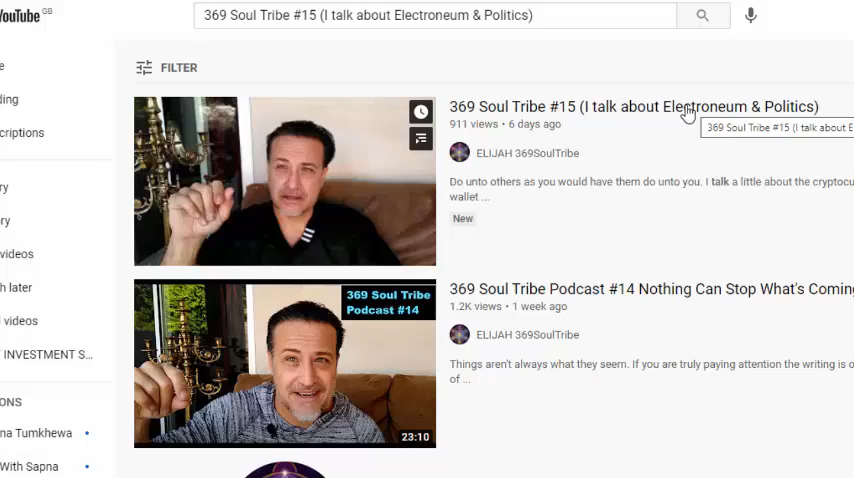 YouTube GB
369 Soul Tribe #15 (I talk about Electroneum & Politics)
FILTER
369 Soul Tribe #15 (I talk about Electroneum & Politics)
911 views • 6 days ago
369 Soul Tribe #15 (I talk about E
ELIJAH 369SoulTribe
Do unto others as you would have them do unto you. I talk a little about the cryptocu
wallet ...
New
369 Soul Tribe
Podcast #14
23:10
369 Soul Tribe Podcast #14 Nothing Can Stop What's Coming
1.2K views • 1 week ago
ELIJAH 369SoulTribe
Things aren't always what they seem. If you are truly paying attention the writing is o
of ...
e
ding
criptions
ry
ory
videos
h later
videos
INVESTMENT S...
ONS
na Tumkhewa •
With Sapna •